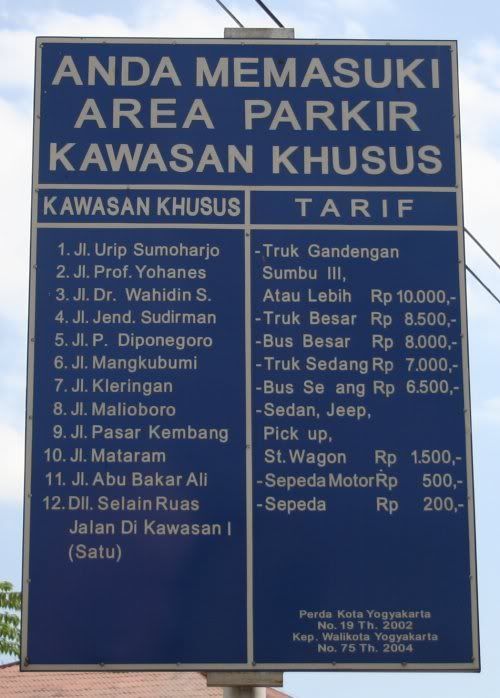 ANDA MEMASUKI
AREA PARKIR
KAWASAN KHUSUS
KAWASAN KHUSUS
1. Jl. Urip Sumoharjo
2. Jl. Prof. Yohanes
3. Jl. Dr. Wahidin S.
4. Jl. Jend. Sudirman
5. Jl. P. Diponegoro
6. Jl. Mangkubumi
7. Jl. Kleringan
8. Jl. Malioboro
9. Jl. Pasar Kembang
10. Jl. Mataram
11. Jl. Abu Bakar Ali
12. Dll. Selain Ruas
Jalan Di Kawasan I
(Satu)
TARIF
-Truk Gandengan
Sumbu III,
Atau Lebih Rp 10.000,-
-Truk Besar Rp 8.500,-
-Bus Besar Rp 8.000,-
-Truk Sedang Rp 7.000,-
-Bus Se ang Rp 6.500,-
-Sedan, Jeep,
Pick up,
St. Wagon Rp 1.500,-
-Sepeda Motor Rp 500,-
-Sepeda Rp 200,-
Perda Kota Yogyakarta
No. 19 Th. 2002
Kep. Walikota Yogyakarta
No. 75 Th. 2004